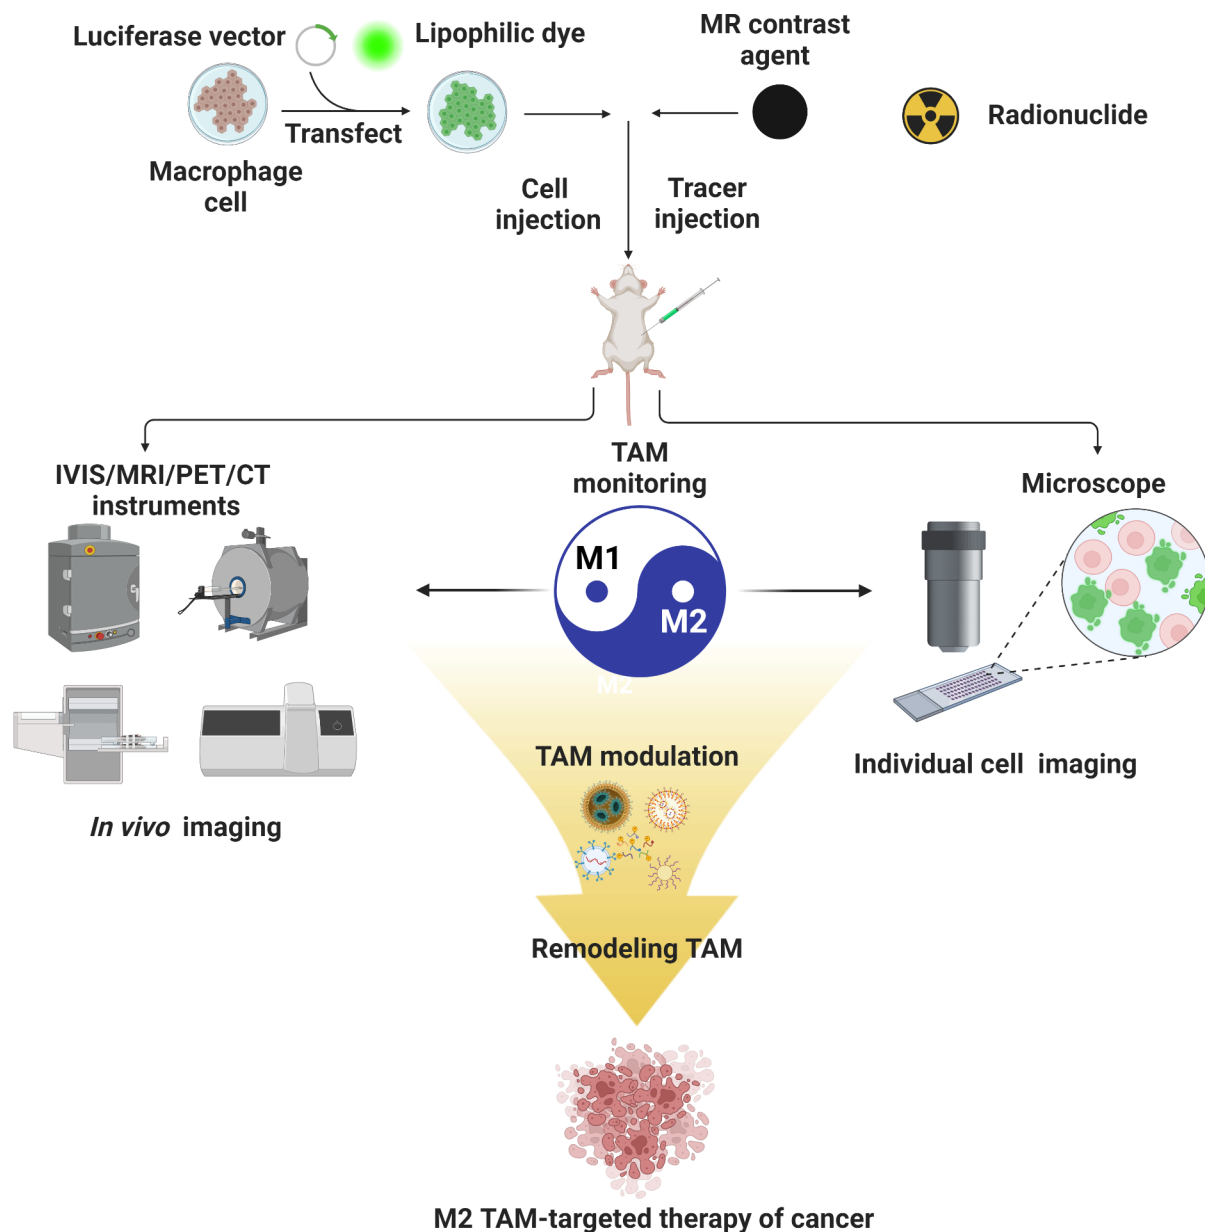 Luciferase vector
Lipophilic dye
MR contrast
agent
Radionuclide
Transfect
Macrophage
cell
Cell
injection
Tracer
injection
IVIS/MRI/PET/CT
instruments
TAM
monitoring
Microscope
M1
M2
M2
TAM modulation
Individual cell imaging
In vivo imaging
Remodeling TAM
M2 TAM-targeted therapy of cancer